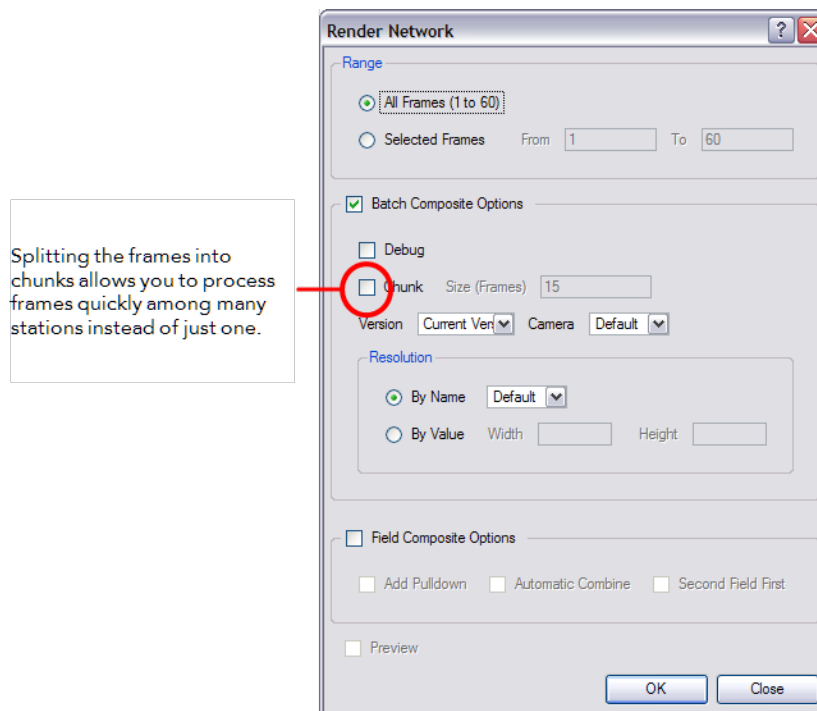 Render Network
Range
All Frames (1 to 60)
Selected Frames From 1 To 60
Batch Composite Options
Debug
Chunk Size (Frames) 15
Splitting the frames into
chunks allows you to process
frames quickly among many
stations instead of just one.
Version Current Ver Camera Default
Resolution
By Name Default
By Value Width Height
Field Composite Options
Add Pulldown Automatic Combine Second Field First
Preview
OK Close